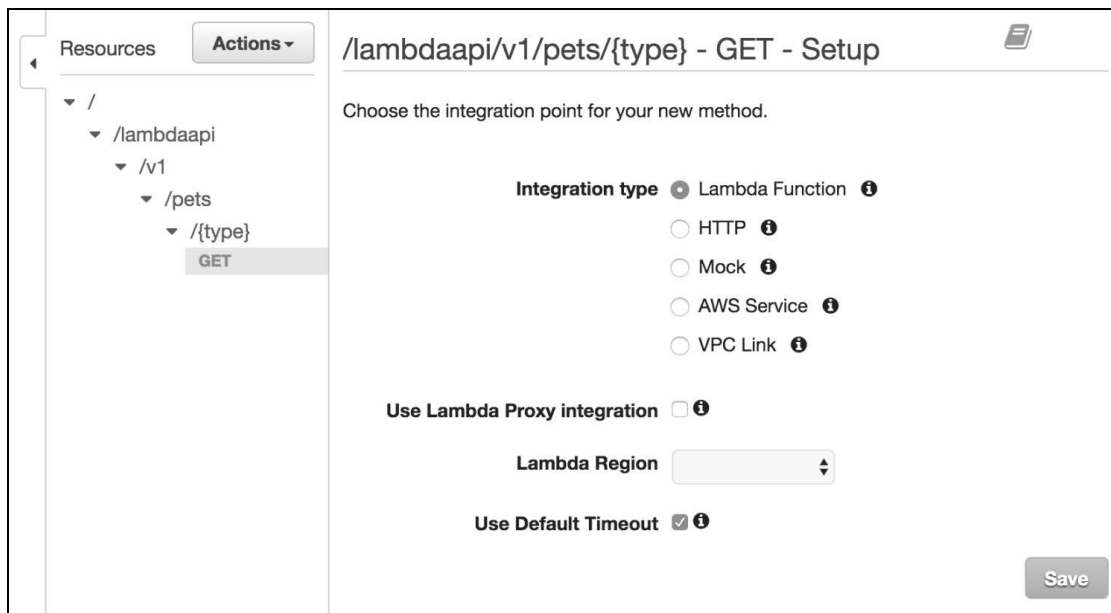 Resources
Actions
/
/lambdaapi
/v1
/pets
/{type}
GET
/lambdaapi/v1/pets/{type} - GET - Setup
Choose the integration point for your new method.
Integration type
Lambda Function
HTTP
Mock
AWS Service
VPC Link
Use Lambda Proxy integration
Lambda Region
Use Default Timeout
Save